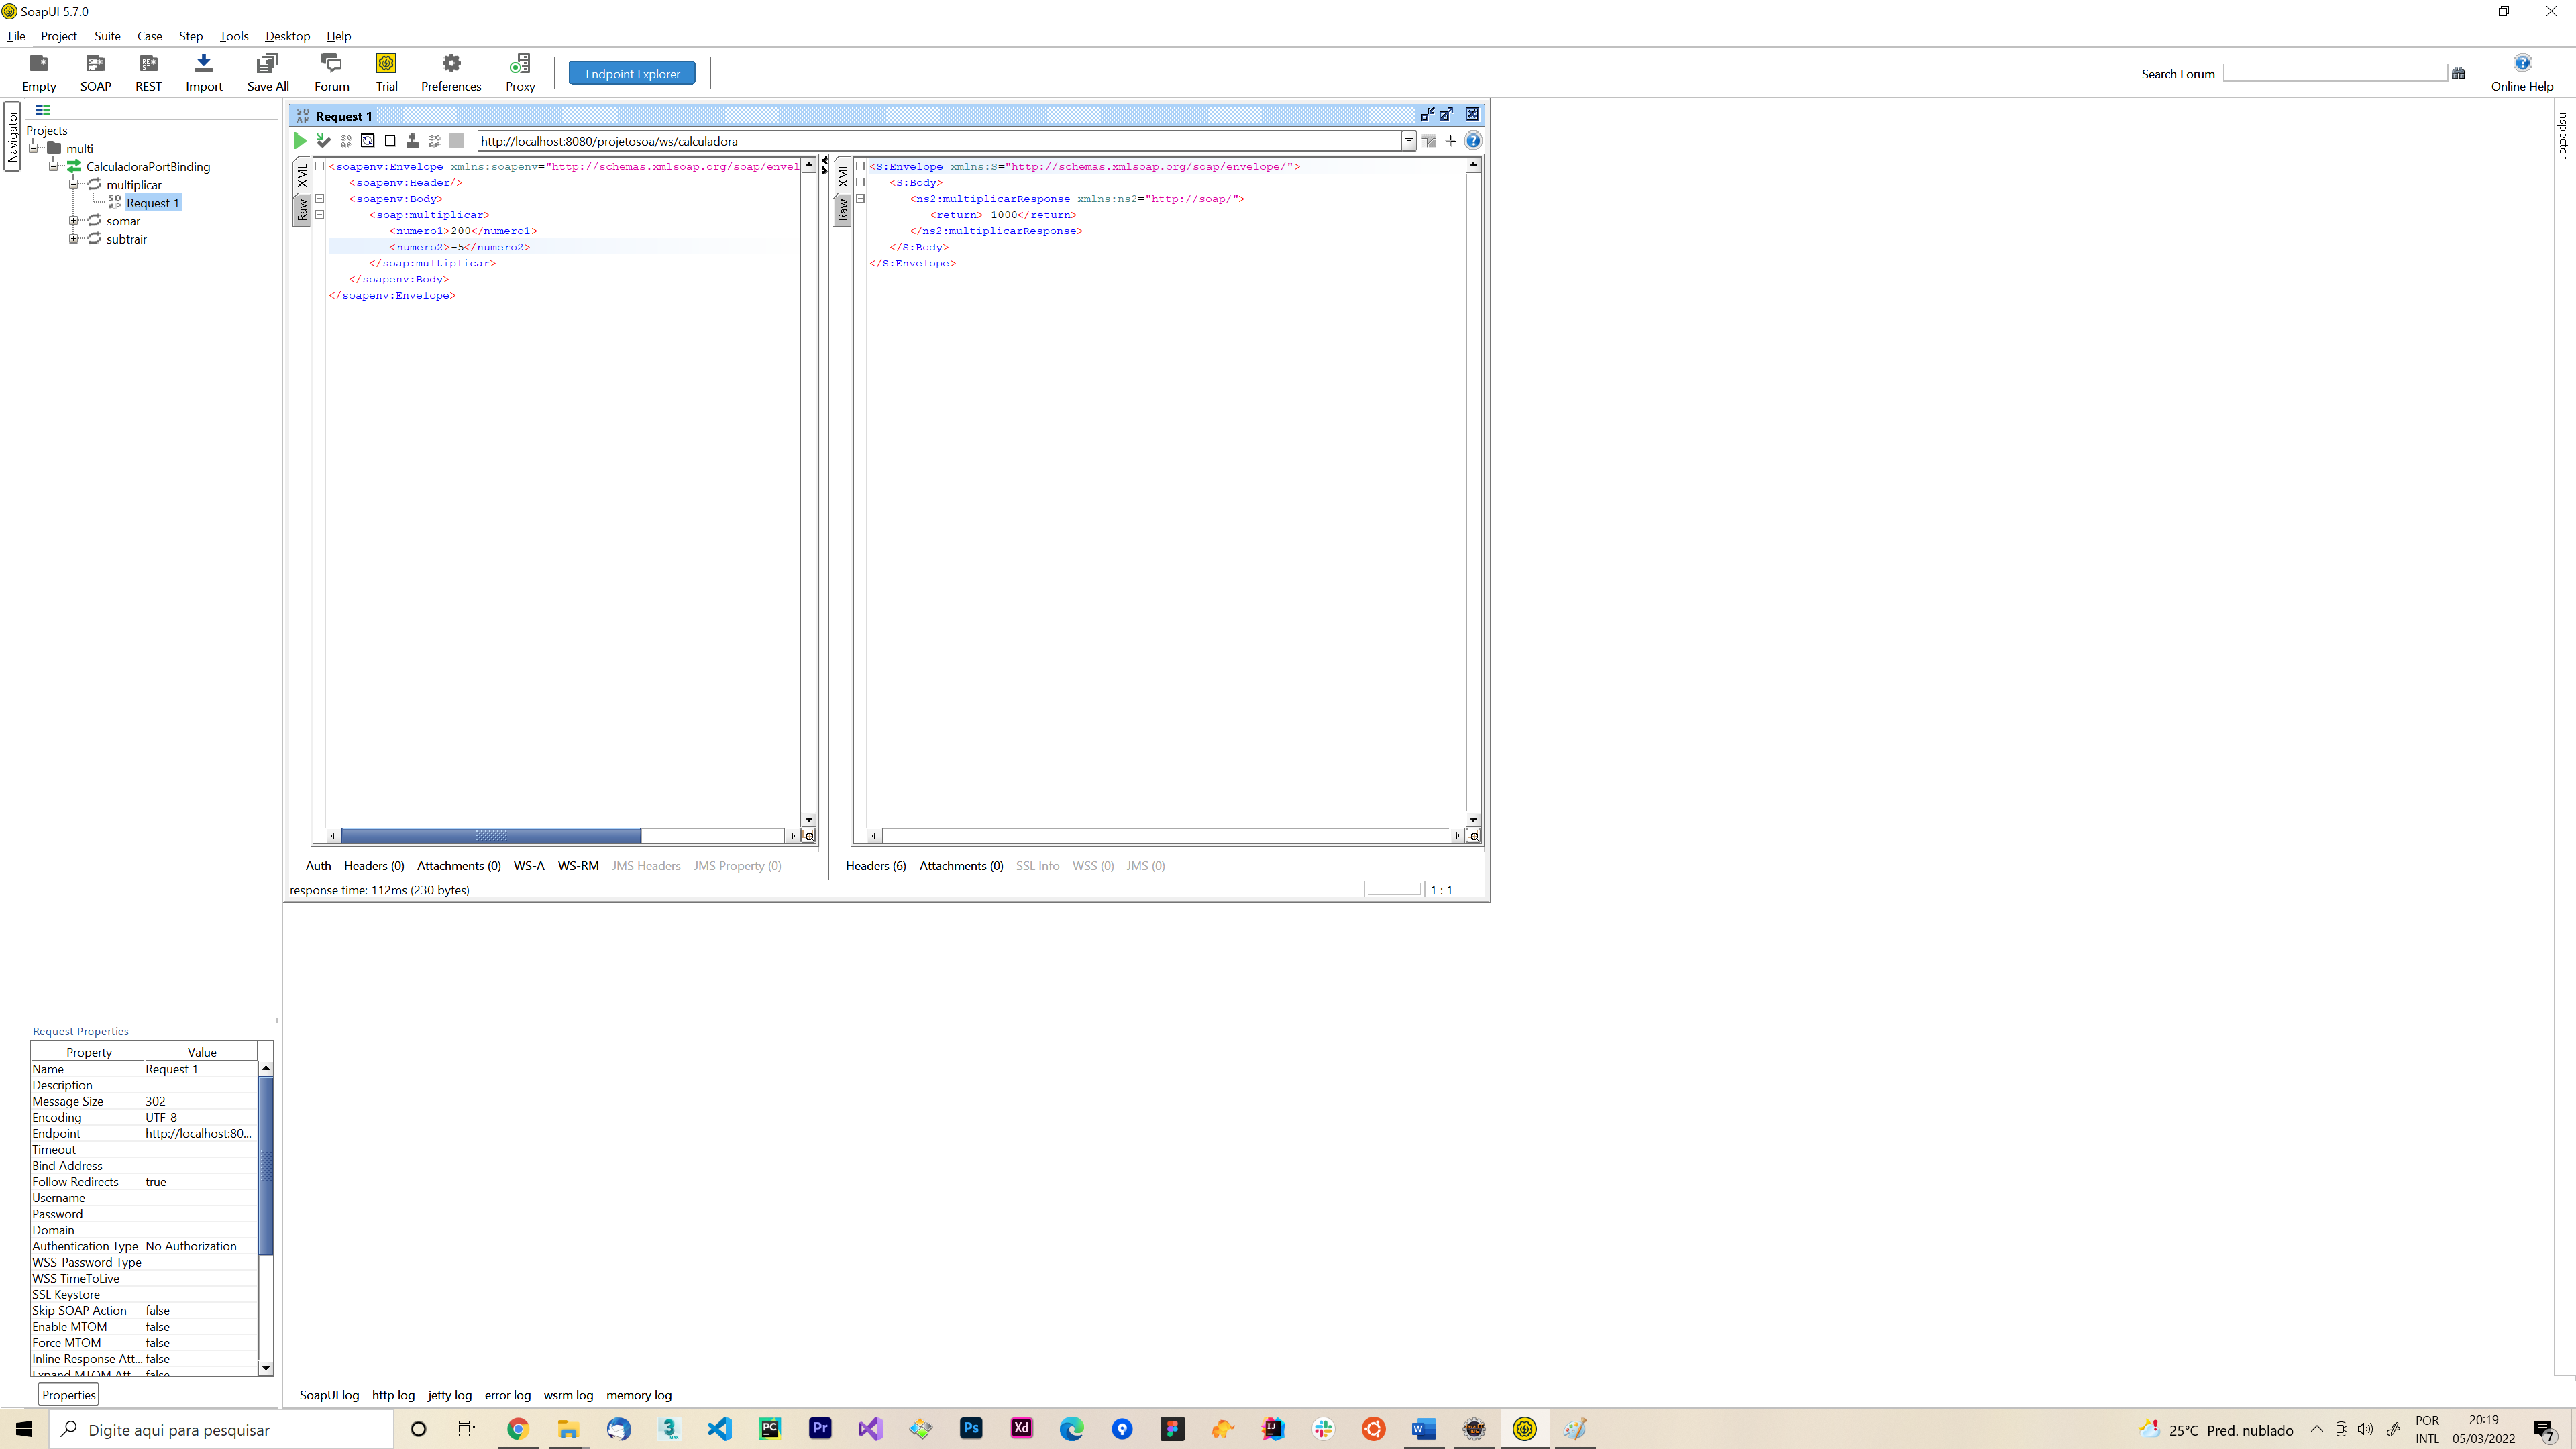 SoapUI 5.7.0
File Project Suite Case Step Tools Desktop Help
Empty SOAP REST Import Save All Forum Trial Preferences Proxy Endpoint Explorer Search Forum Online Help
Navigator
Projects
multi
CalculadoraPortBinding
multiplicar
Request 1
somar
subtrair
Request 1
http://localhost:8080/projetosoa/ws/calculadora
XML
Raw
<soapenv:Envelope xmlns:soapenv="http://schemas.xmlsoap.org/soap/envel
<soapenv:Header/>
<soapenv:Body>
<soap:multiplicar>
<numero1>200</numero1>
<numero2>-5</numero2>
</soap:multiplicar>
</soapenv:Body>
</soapenv:Envelope>
XML
Raw
<S:Envelope xmlns:S="http://schemas.xmlsoap.org/soap/envelope/">
<S:Body>
<ns2:multiplicarResponse xmlns:ns2="http://soap/">
<return>-1000</return>
</ns2:multiplicarResponse>
</S:Body>
</S:Envelope>
Inspector
Auth Headers (0) Attachments (0) WS-A WS-RM JMS Headers JMS Property (0)
Headers (6) Attachments (0) SSL Info WSS (0) JMS (0)
response time: 112ms (230 bytes)
1 : 1
Request Properties
Property Value
Name Request 1
Description
Message Size 302
Encoding UTF-8
Endpoint http://localhost:80...
Timeout
Bind Address
Follow Redirects true
Username
Password
Domain
Authentication Type No Authorization
WSS-Password Type
WSS TimeToLive
SSL Keystore
Skip SOAP Action false
Enable MTOM false
Force MTOM false
Inline Response Att... false
Expand MTOM Att... false
Properties
SoapUI log http log jetty log error log wsrm log memory log
Digite aqui para pesquisar
25°C Pred. nublado
POR
INTL
20:19
05/03/2022
7